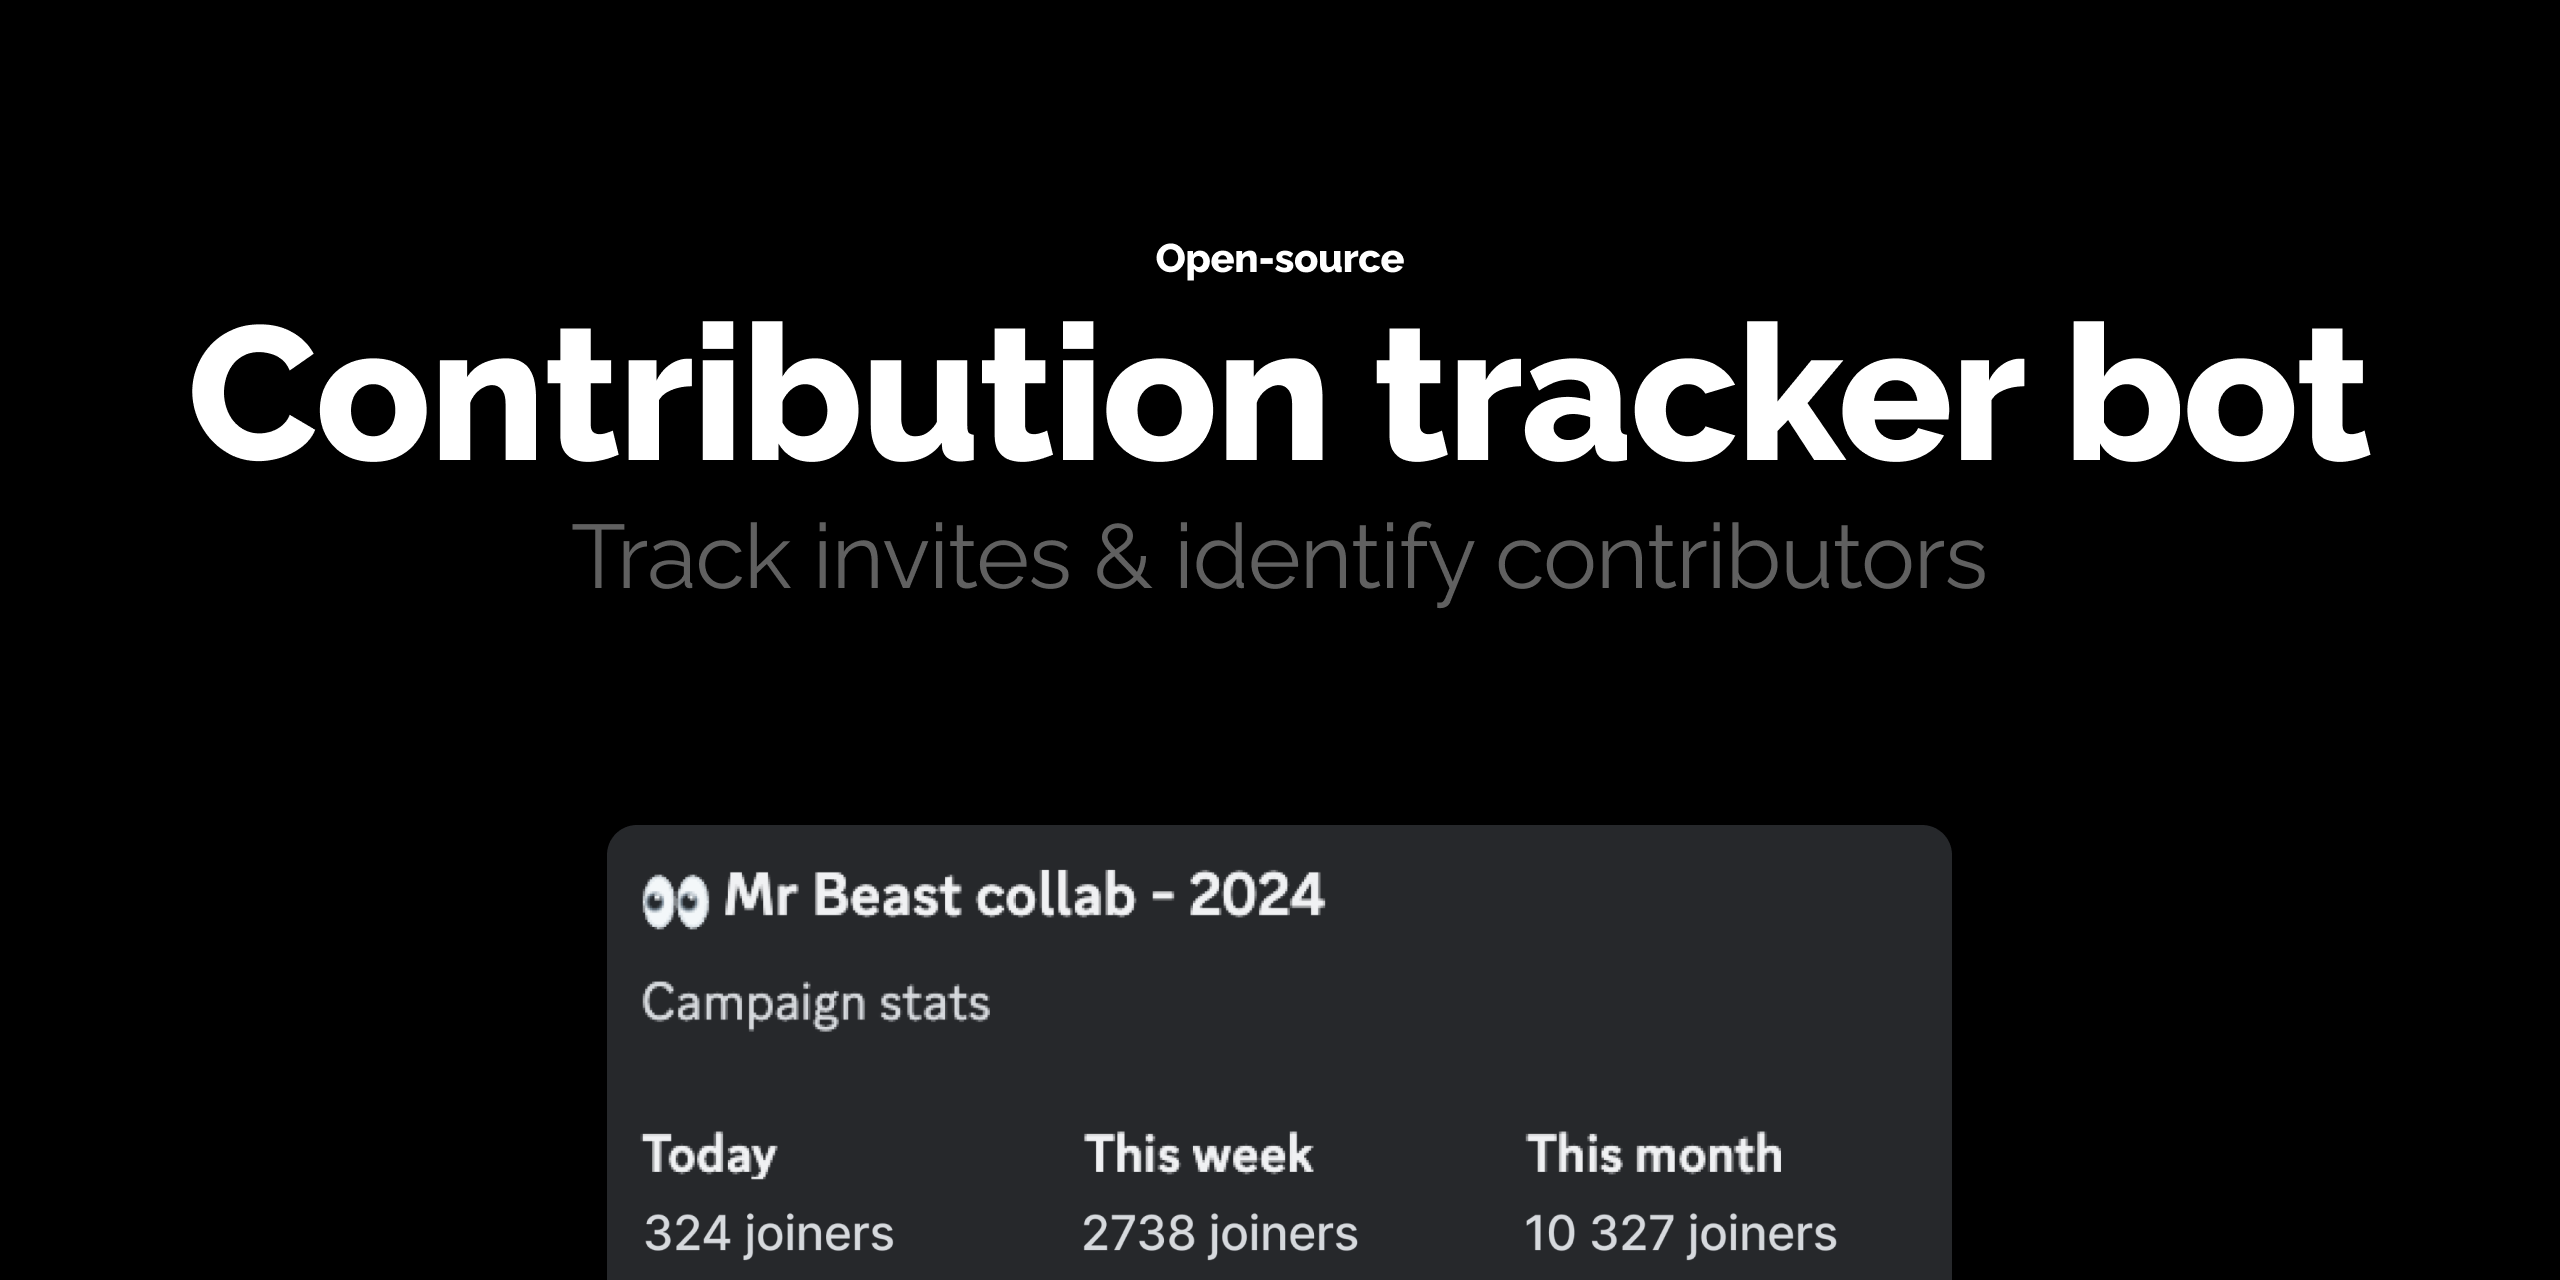 Open-source
Contribution tracker bot
Track invites & identify contributors
👀 Mr Beast collab - 2024
Campaign stats
Today This week This month
324 joiners 2738 joiners 10 327 joiners